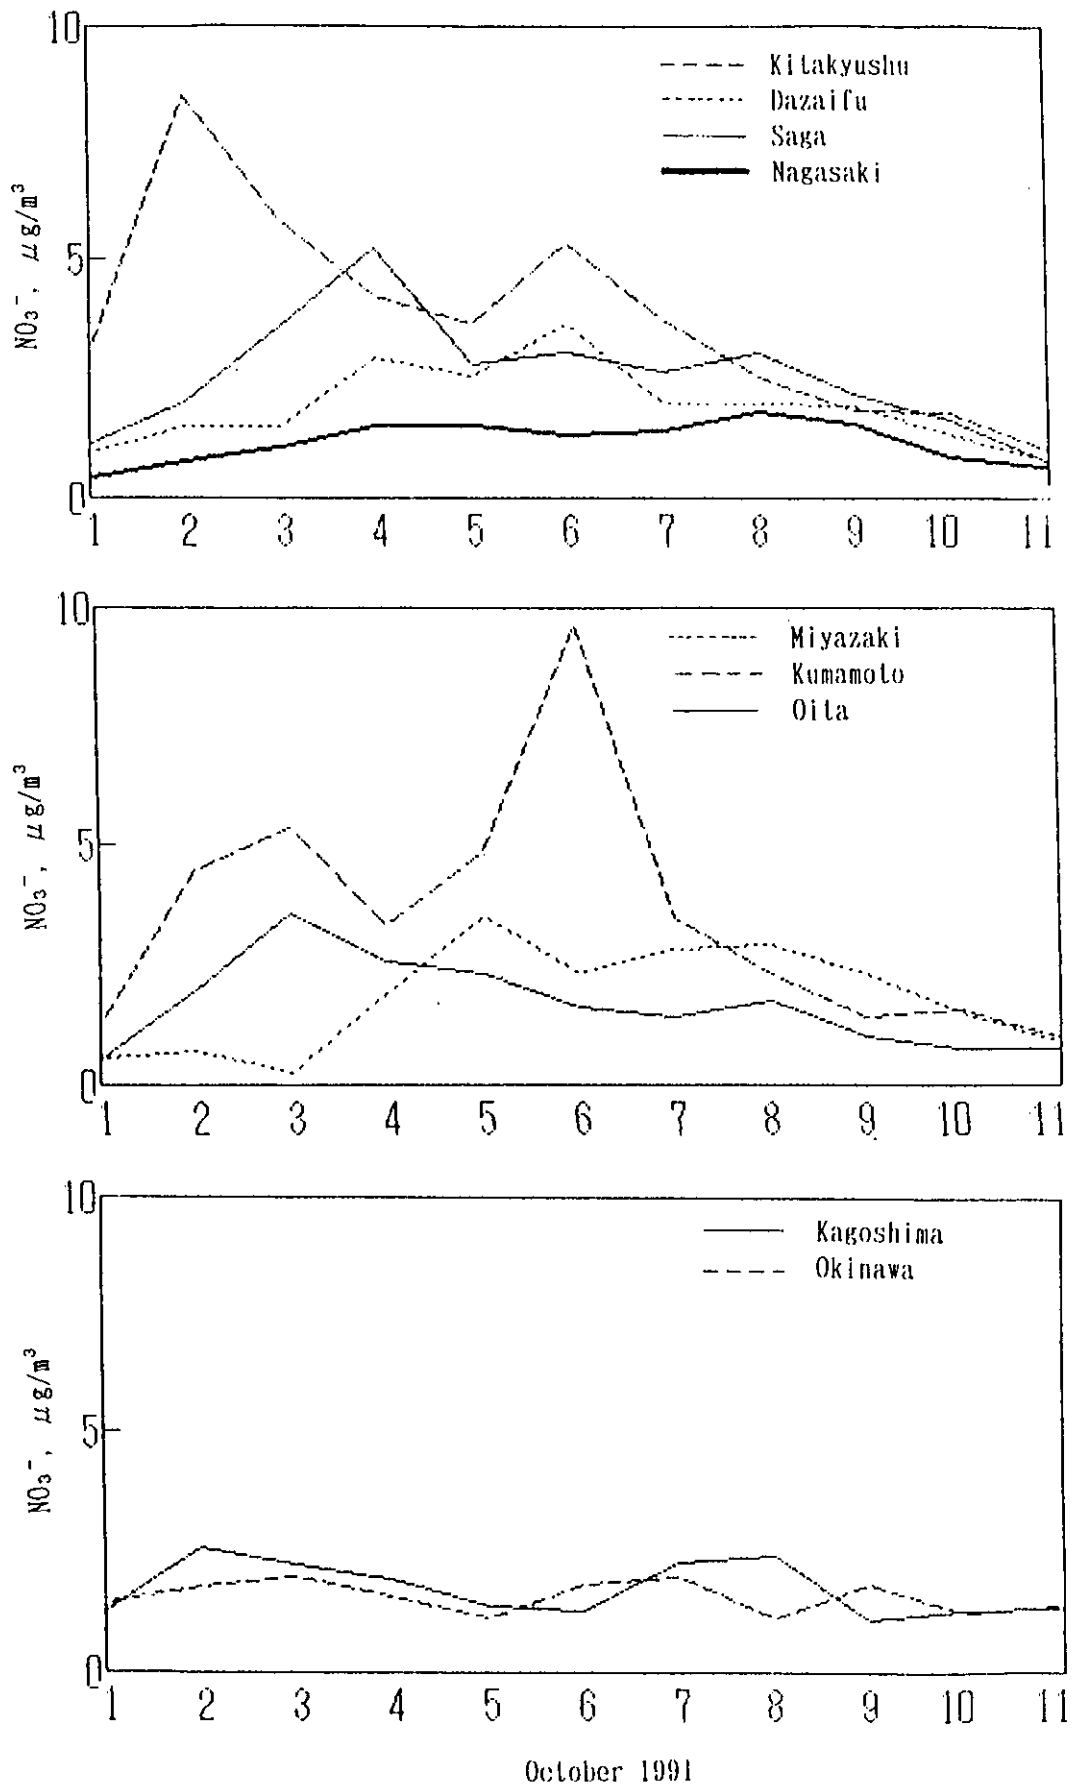 10
Kitakyushu
Dazaifu
Saga
Nagasaki
NO₃⁻, μg/m³
5
0
1 2 3 4 5 6 7 8 9 10 11
10
Miyazaki
Kumamoto
Oita
NO₃⁻, μg/m³
5
0
1 2 3 4 5 6 7 8 9 10 11
10
Kagoshima
Okinawa
NO₃⁻, μg/m³
5
0
1 2 3 4 5 6 7 8 9 10 11
October 1991